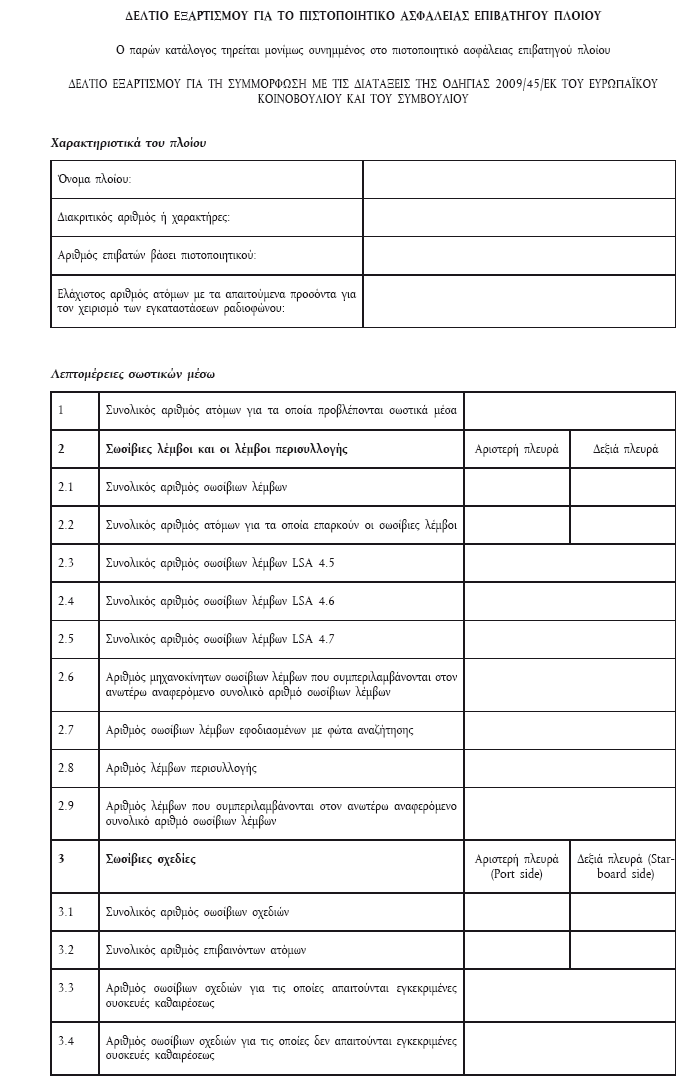 ΔΕΛΤΙΟ ΕΞΑΡΤΙΣΜΟΥ ΓΙΑ ΤΟ ΠΙΣΤΟΠΟΙΗΤΙΚΟ ΑΣΦΑΛΕΙΑΣ ΕΠΙΒΑΤΗΓΟΥ ΠΛΟΙΟΥ
Ο παρών κατάλογος τηρείται μονίμως συνημμένος στο πιστοποιητικό ασφάλειας επιβατηγού πλοίου
ΔΕΛΤΙΟ ΕΞΑΡΤΙΣΜΟΥ ΓΙΑ ΤΗ ΣΥΜΜΟΡΦΩΣΗ ΜΕ ΤΙΣ ΔΙΑΤΑΞΕΙΣ ΤΗΣ ΟΔΗΓΙΑΣ 2009/45/ΕΚ ΤΟΥ ΕΥΡΩΠΑΪΚΟΥ
ΚΟΙΝΟΒΟΥΛΙΟΥ ΚΑΙ ΤΟΥ ΣΥΜΒΟΥΛΙΟΥ
Χαρακτηριστικά του πλοίου
Όνομα πλοίου:
Διακριτικός αριθμός ή χαρακτήρες:
Αριθμός επιβατών βάσει πιστοποιητικού:
Ελάχιστος αριθμός ατόμων με τα απαιτούμενα προσόντα για
τον χειρισμό των εγκαταστάσεων ραδιοφώνου:
Λεπτομέρειες σωστικών μέσω
1 Συνολικός αριθμός ατόμων για τα οποία προβλέπονται σωστικά μέσα
2 Σωσίβιες λέμβοι και οι λέμβοι περισυλλογής Αριστερή πλευρά Δεξιά πλευρά
2.1 Συνολικός αριθμός σωσίβιων λέμβων
2.2 Συνολικός αριθμός ατόμων για τα οποία επαρκούν οι σωσίβιες λέμβοι
2.3 Συνολικός αριθμός σωσίβιων λέμβων LSA 4.5
2.4 Συνολικός αριθμός σωσίβιων λέμβων LSA 4.6
2.5 Συνολικός αριθμός σωσίβιων λέμβων LSA 4.7
2.6 Αριθμός μηχανοκίνητων σωσίβιων λέμβων που συμπεριλαμβάνονται στον
ανωτέρω αναφερόμενο συνολικό αριθμό σωσίβιων λέμβων
2.7 Αριθμός σωσίβιων λέμβων εφοδιασμένων με φώτα αναζήτησης
2.8 Αριθμός λέμβων περισυλλογής
2.9 Αριθμός λέμβων που συμπεριλαμβάνονται στον ανωτέρω αναφερόμενο
συνολικό αριθμό σωσίβιων λέμβων
3 Σωσίβιες σχεδίες Αριστερή πλευρά Δεξιά πλευρά (Star-
(Port side) board side)
3.1 Συνολικός αριθμός σωσίβιων σχεδιών
3.2 Συνολικός αριθμός επιβαινόντων ατόμων
3.3 Αριθμός σωσίβιων σχεδιών για τις οποίες απαιτούνται εγκεκριμένες
συσκευές καθαιρέσεως
3.4 Αριθμός σωσίβιων σχεδιών για τις οποίες δεν απαιτούνται εγκεκριμένες
συσκευές καθαιρέσεως